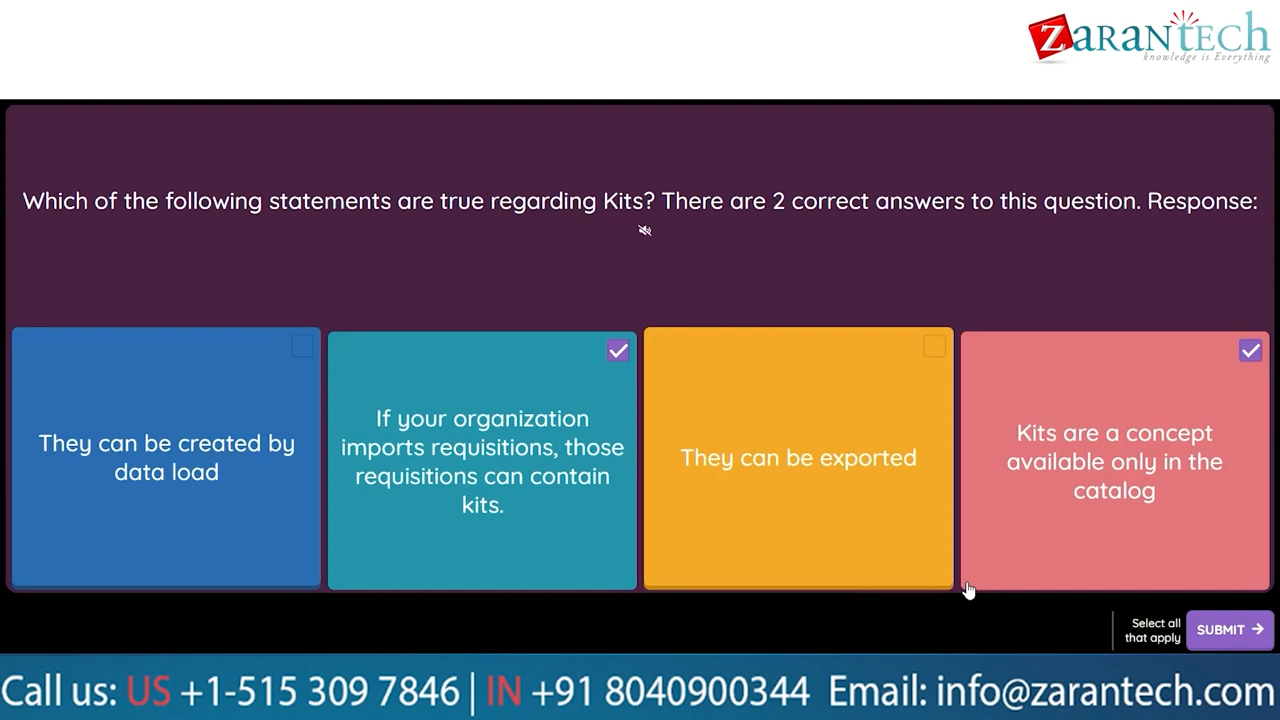 ZARANTECH
knowledge is Everything
Which of the following statements are true regarding Kits? There are 2 correct answers to this question. Response:
They can be created by
data load
If your organization
imports requisitions, those
requisitions can contain
kits.
They can be exported
Kits are a concept
available only in the
catalog
Select all
that apply
SUBMIT →
Call us: US +1-515 309 7846 | IN +91 8040900344 Email: info@zarantech.com